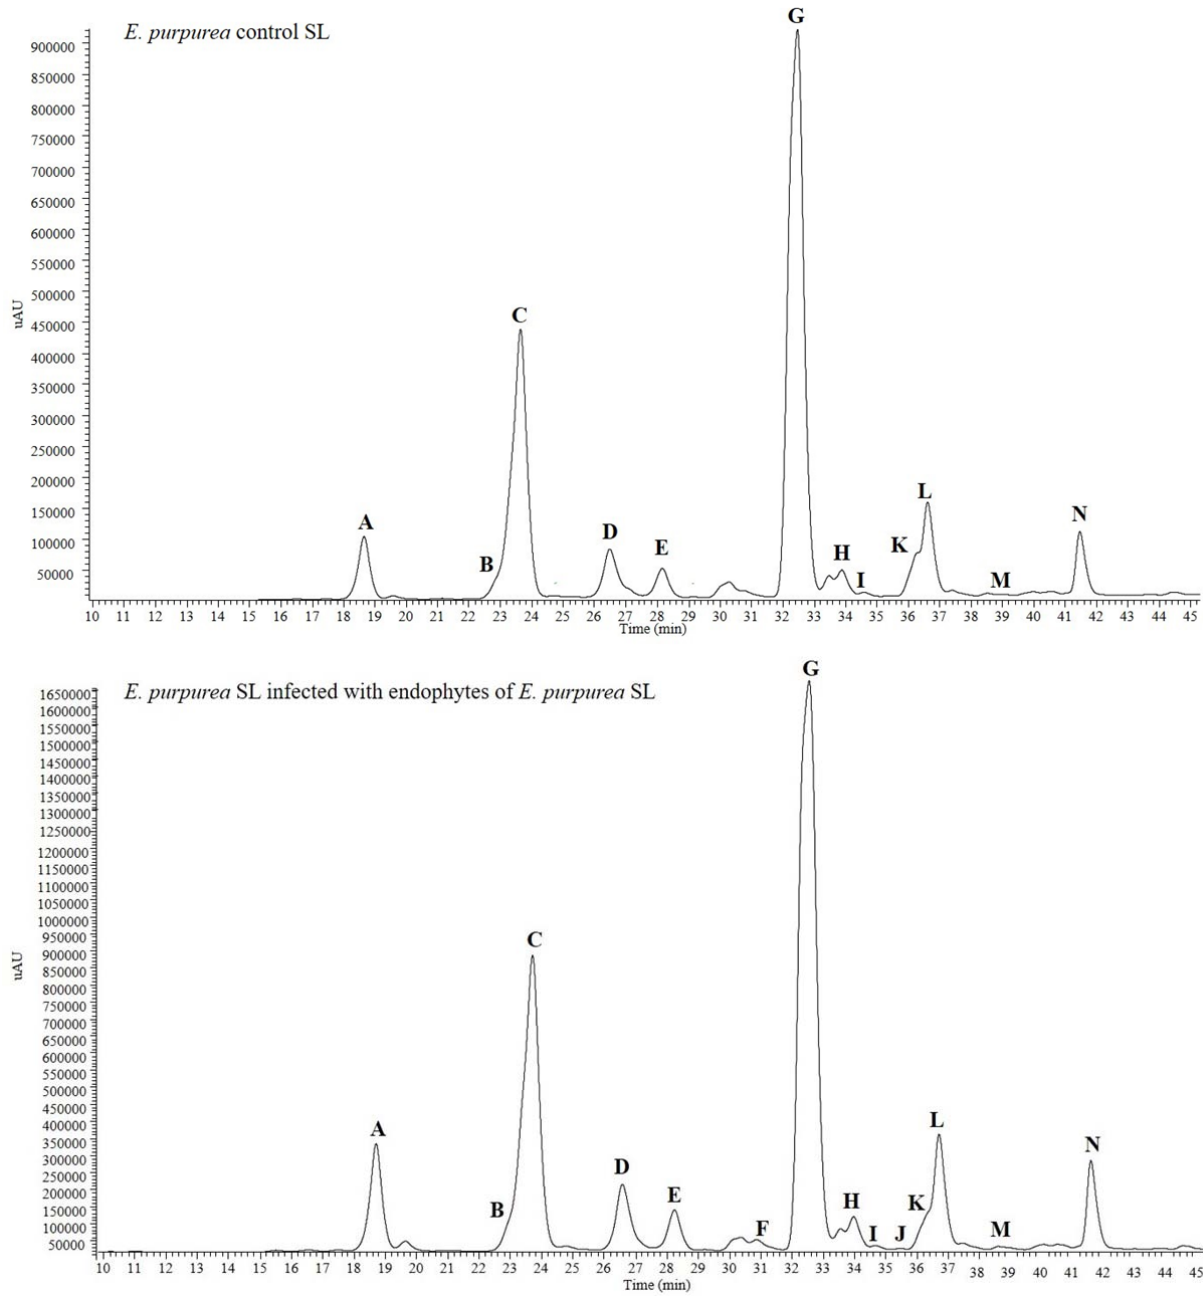 E. purpurea control SL
G
900000
850000
800000
750000
700000
650000
600000
550000
500000
450000
400000
350000
300000
250000
200000
150000
100000
50000
uAU
A
B
C
D
E
H
I
K
L
M
N
10 11 12 13 14 15 16 17 18 19 20 21 22 23 24 25 26 27 28 29 30 31 32 33 34 35 36 37 38 39 40 41 42 43 44 45
Time (min)
E. purpurea SL infected with endophytes of E. purpurea SL
G
1650000
1600000
1550000
1500000
1450000
1400000
1350000
1300000
1250000
1200000
1150000
1100000
1050000
1000000
950000
900000
850000
800000
750000
700000
650000
600000
550000
500000
450000
400000
350000
300000
250000
200000
150000
100000
50000
uAU
A
B
C
D
E
F
H
I
J
K
L
M
N
10 11 12 13 14 15 16 17 18 19 20 21 22 23 24 25 26 27 28 29 30 31 32 33 34 35 36 37 38 39 40 41 42 43 44 45
Time (min)